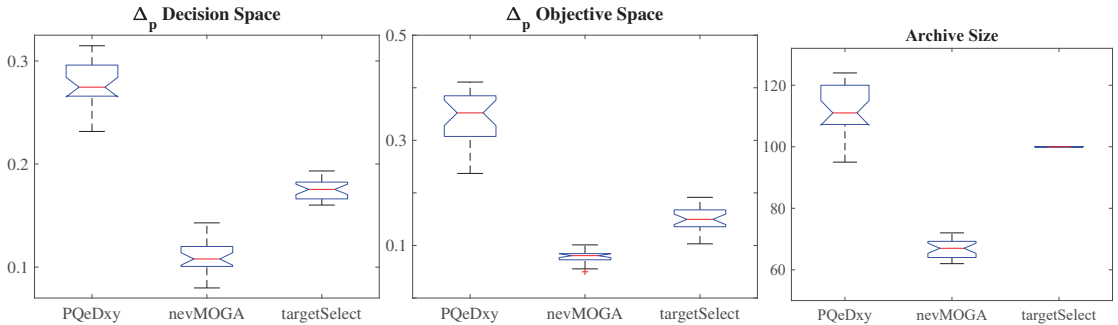 Δp Decision Space
0.3
0.2
0.1
PQeDxy nevMOGA targetSelect
Δp Objective Space
0.5
0.3
0.1
PQeDxy nevMOGA targetSelect
Archive Size
120
100
80
60
PQeDxy nevMOGA targetSelect